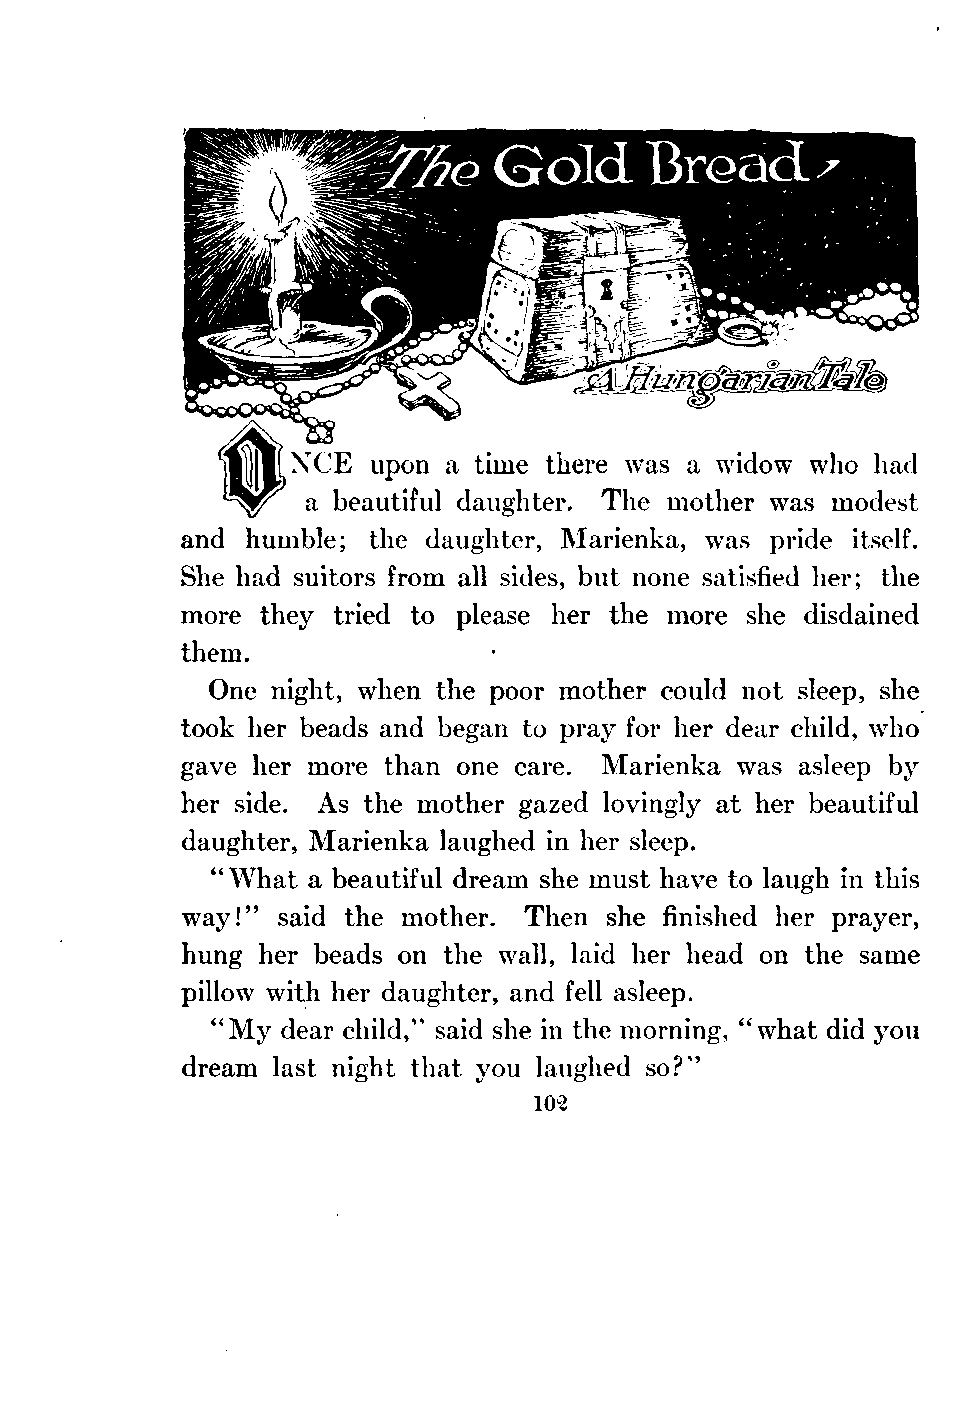 The Gold Bread
A Hungarian Tale
ONCE upon a time there was a widow who had
a beautiful daughter. The mother was modest
and humble; the daughter, Marienka, was pride itself.
She had suitors from all sides, but none satisfied her; the
more they tried to please her the more she disdained
them.
One night, when the poor mother could not sleep, she
took her beads and began to pray for her dear child, who
gave her more than one care. Marienka was asleep by
her side. As the mother gazed lovingly at her beautiful
daughter, Marienka laughed in her sleep.
"What a beautiful dream she must have to laugh in this
way!" said the mother. Then she finished her prayer,
hung her beads on the wall, laid her head on the same
pillow with her daughter, and fell asleep.
"My dear child," said she in the morning, "what did you
dream last night that you laughed so?"
102